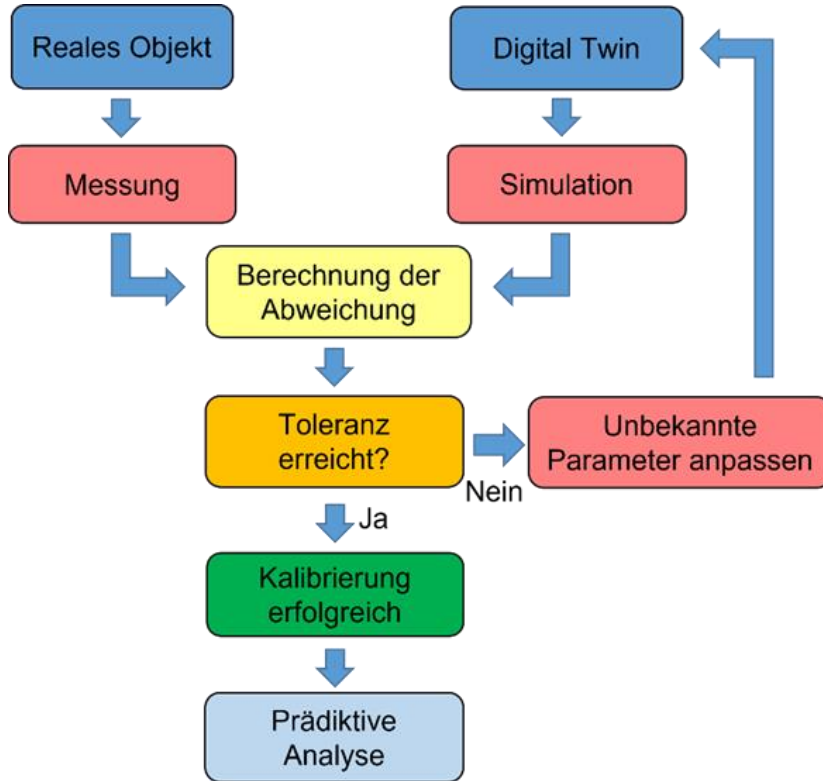 Reales Objekt
Digital Twin
Messung
Simulation
Berechnung der
Abweichung
Toleranz
erreicht?
Nein
Unbekannte
Parameter anpassen
Ja
Kalibrierung
erfolgreich
Prädiktive
Analyse